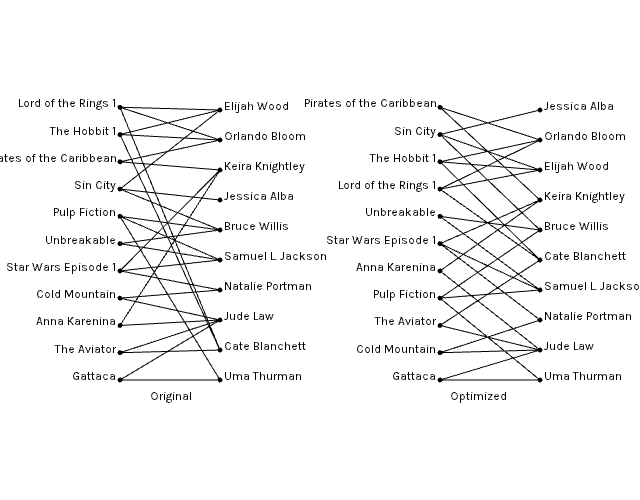 Lord of the Rings 1
The Hobbit 1
ates of the Caribbean
Sin City
Pulp Fiction
Unbreakable
Star Wars Episode 1
Cold Mountain
Anna Karenina
The Aviator
Gattaca
Elijah Wood
Orlando Bloom
Keira Knightley
Jessica Alba
Bruce Willis
Samuel L Jackson
Natalie Portman
Jude Law
Cate Blanchett
Uma Thurman
Original
Pirates of the Caribbean
Sin City
The Hobbit 1
Lord of the Rings 1
Unbreakable
Star Wars Episode 1
Anna Karenina
Pulp Fiction
The Aviator
Cold Mountain
Gattaca
Jessica Alba
Orlando Bloom
Elijah Wood
Keira Knightley
Bruce Willis
Cate Blanchett
Samuel L Jackso
Natalie Portman
Jude Law
Uma Thurman
Optimized